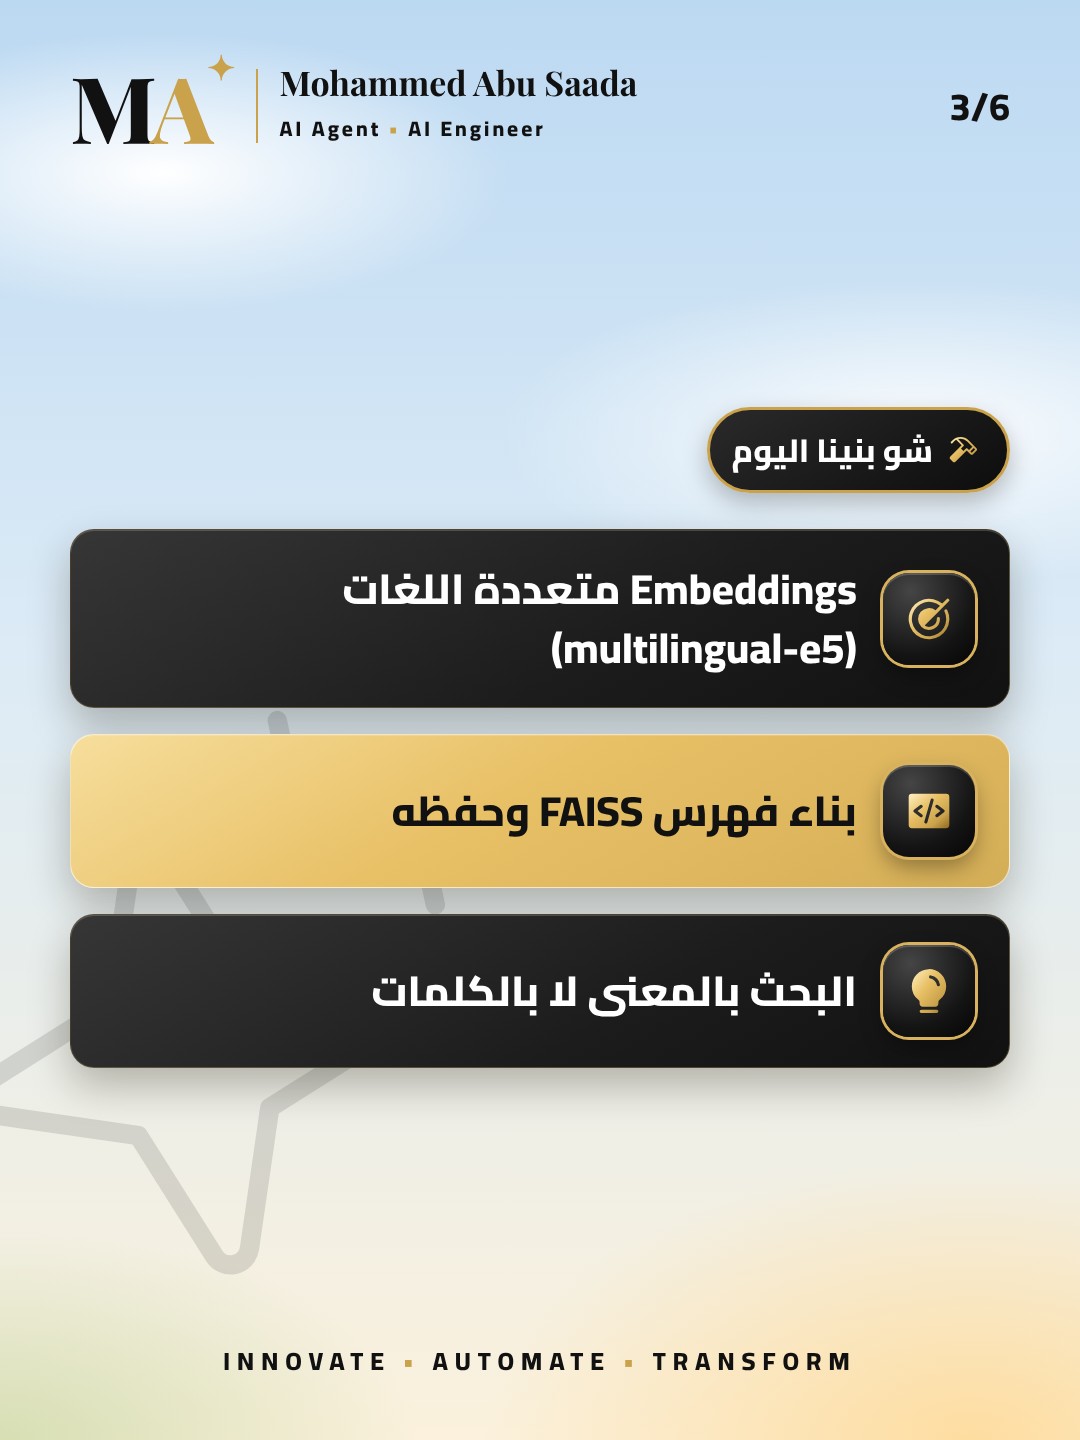 MA
Mohammed Abu Saada
AI Agent ▪ AI Engineer
3/6
شو بنينا اليوم
Embeddings متعددة اللغات
(multilingual-e5)
بناء فهرس FAISS وحفظه
البحث بالمعنى لا بالكلمات
INNOVATE ▪ AUTOMATE ▪ TRANSFORM